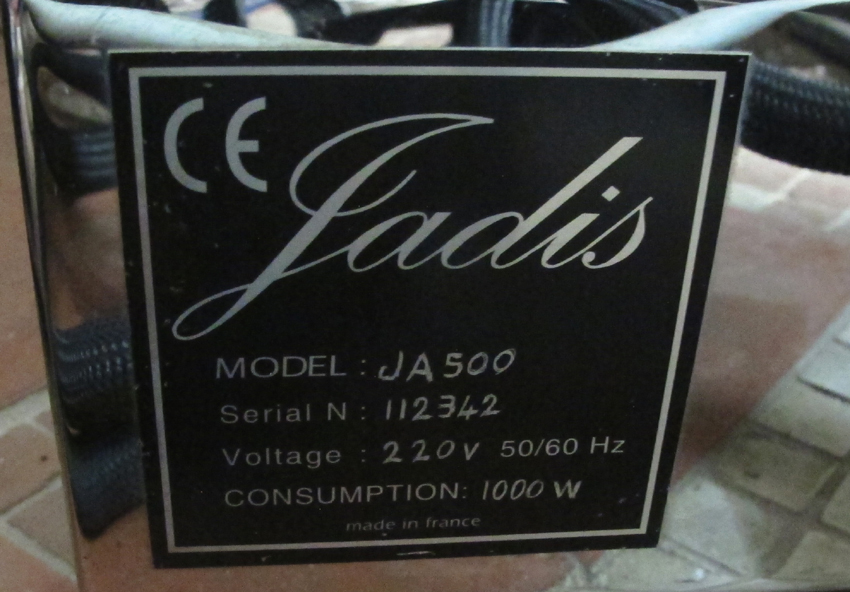 CE
Jadis
MODEL : JA500
Serial N : 112342
Voltage : 220V 50/60 Hz
CONSUMPTION: 1000 W
made in france